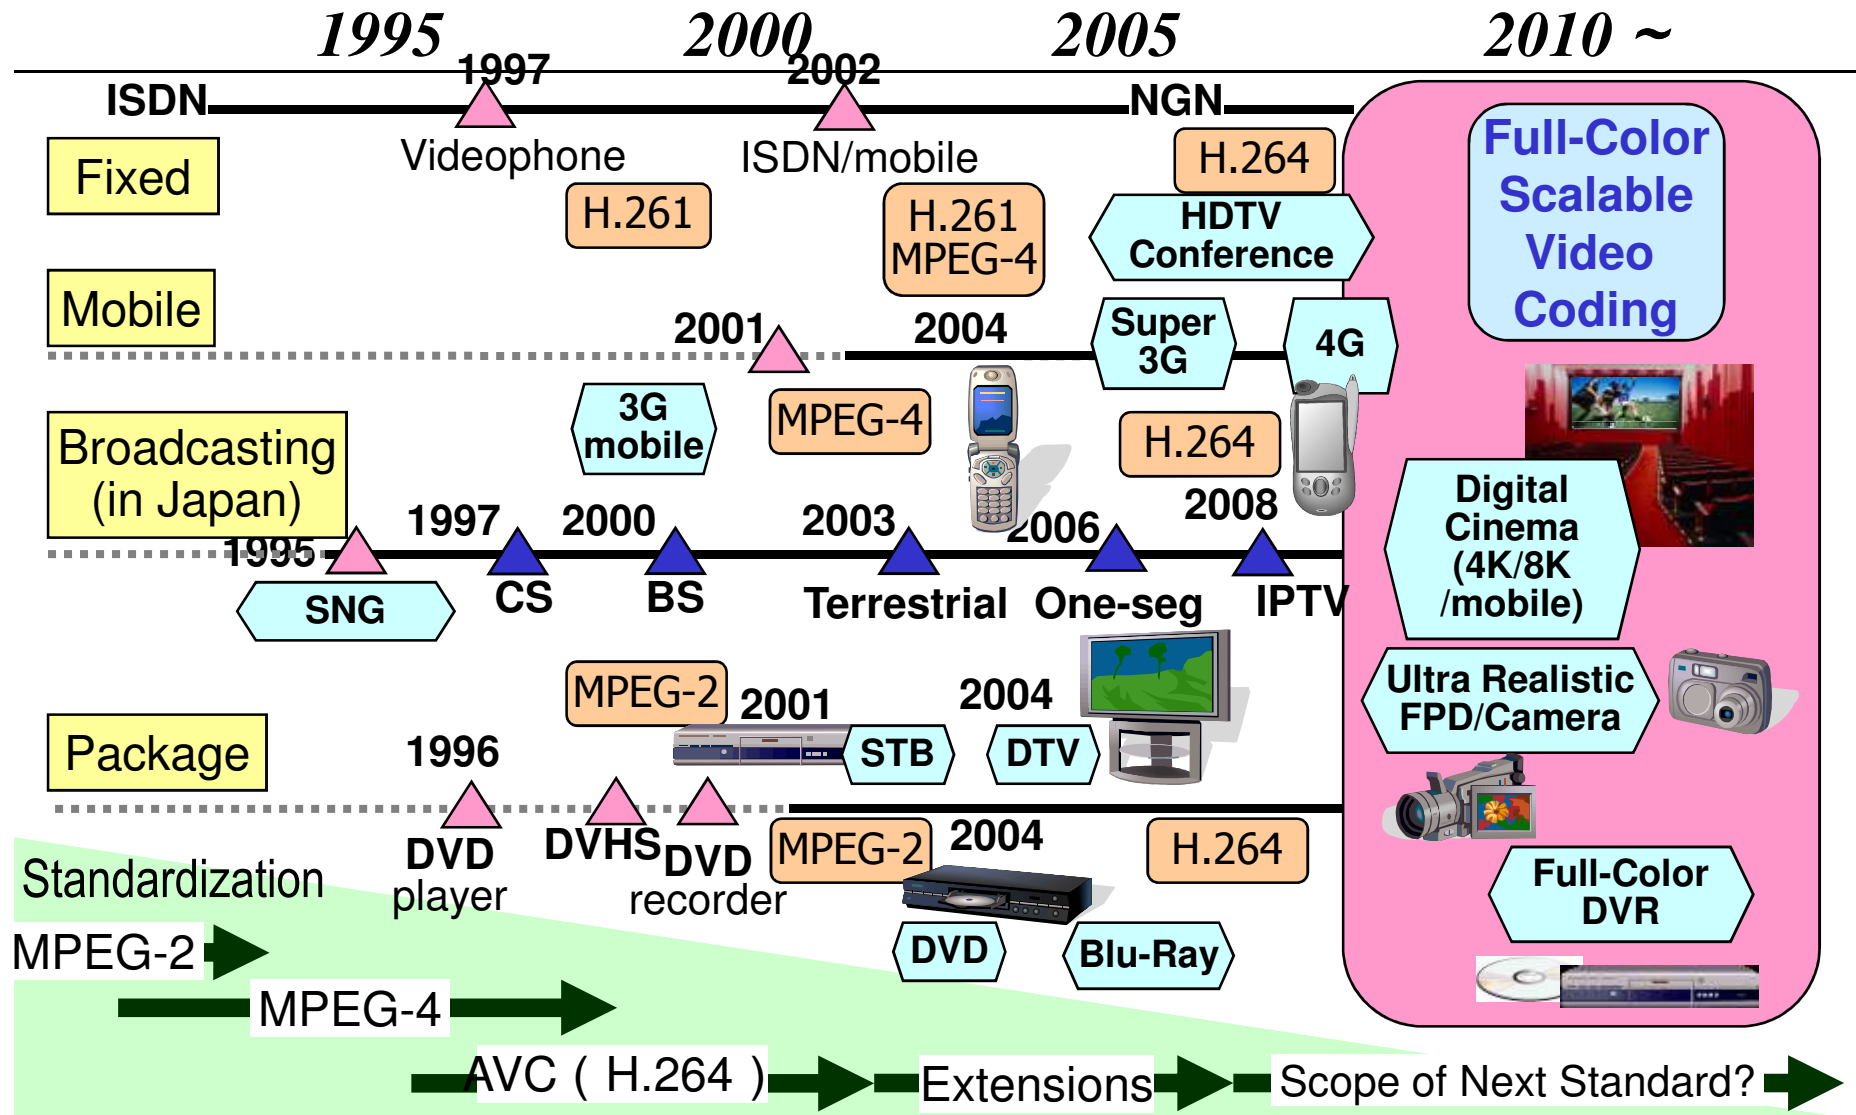 1995 2000 2005 2010 ~
1997 2002
ISDN NGN
Videophone ISDN/mobile
Fixed
H.261
H.261
MPEG-4
H.264
HDTV
Conference
Full-Color
Scalable
Video
Coding
Mobile
2001 2004
Super
3G
4G
3G
mobile
MPEG-4
H.264
Broadcasting
(in Japan)
1995 1997 2000 2003 2006 2008
SNG
CS BS Terrestrial One-seg IPTV
Digital
Cinema
(4K/8K
/mobile)
MPEG-2
2001 2004
STB DTV
Ultra Realistic
FPD/Camera
Package
1996
DVD
player
DVHS
DVD
recorder
MPEG-2
2004
H.264
DVD Blu-Ray
Full-Color
DVR
Standardization
MPEG-2
MPEG-4
AVC ( H.264 )
Extensions
Scope of Next Standard?